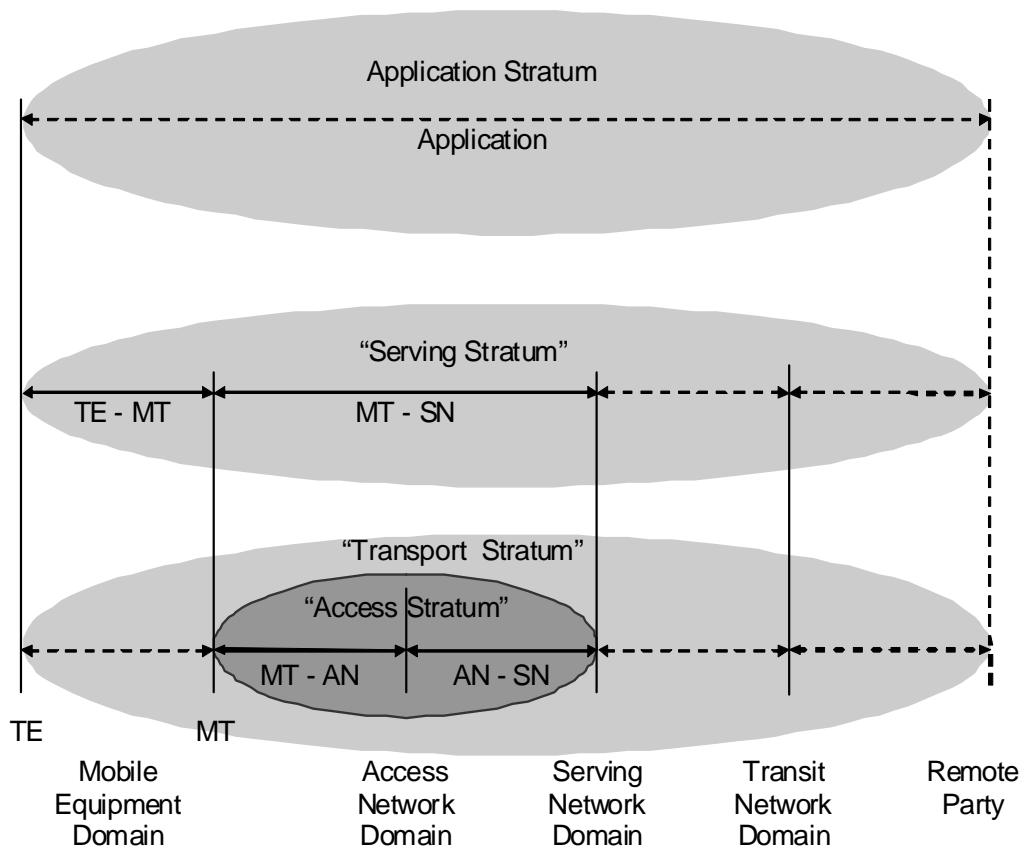 Application Stratum
Application
“Serving Stratum”
TE - MT
MT - SN
“Transport Stratum”
“Access Stratum”
MT - AN
AN - SN
TE
MT
Mobile
Equipment
Domain
Access
Network
Domain
Serving
Network
Domain
Transit
Network
Domain
Remote
Party